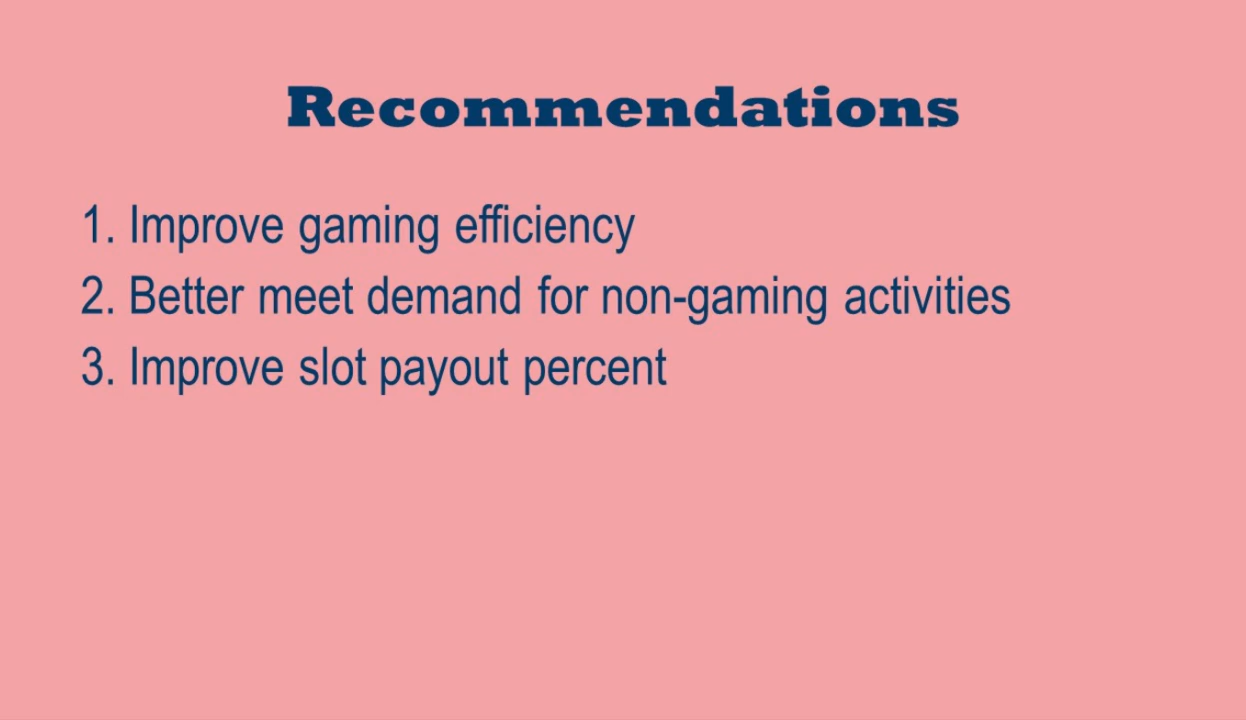 Recommendations
1. Improve gaming efficiency
2. Better meet demand for non-gaming activities
3. Improve slot payout percent